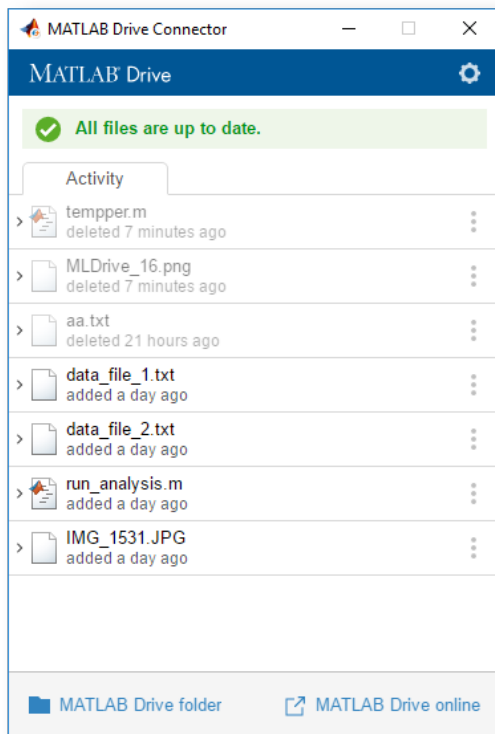 MATLAB Drive Connector
MATLAB® Drive
All files are up to date.
Activity
tempper.m
deleted 7 minutes ago
MLDrive_16.png
deleted 7 minutes ago
aa.txt
deleted 21 hours ago
data_file_1.txt
added a day ago
data_file_2.txt
added a day ago
run_analysis.m
added a day ago
IMG_1531.JPG
added a day ago
MATLAB Drive folder
MATLAB Drive online